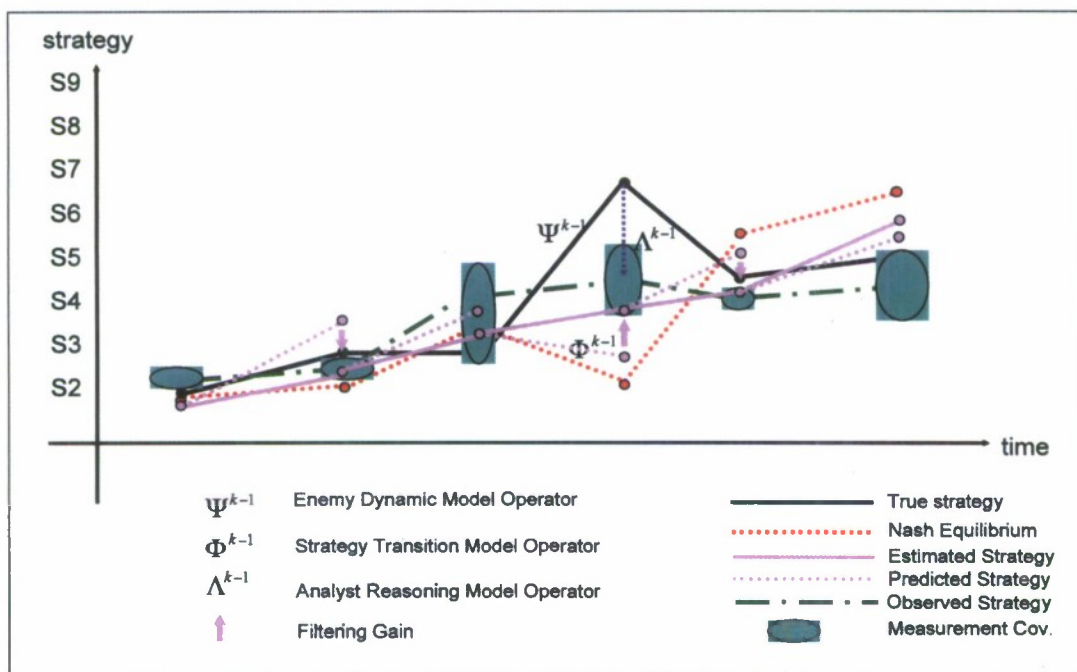 strategy
S9
S8
S7
S6
S5
S4
S3
S2
Ψ^{k-1}
Λ^{k-1}
Φ^{k-1}
time
Ψ^{k-1} Enemy Dynamic Model Operator
Φ^{k-1} Strategy Transition Model Operator
Λ^{k-1} Analyst Reasoning Model Operator
Filtering Gain
True strategy
Nash Equilibrium
Estimated Strategy
Predicted Strategy
Observed Strategy
Measurement Cov.